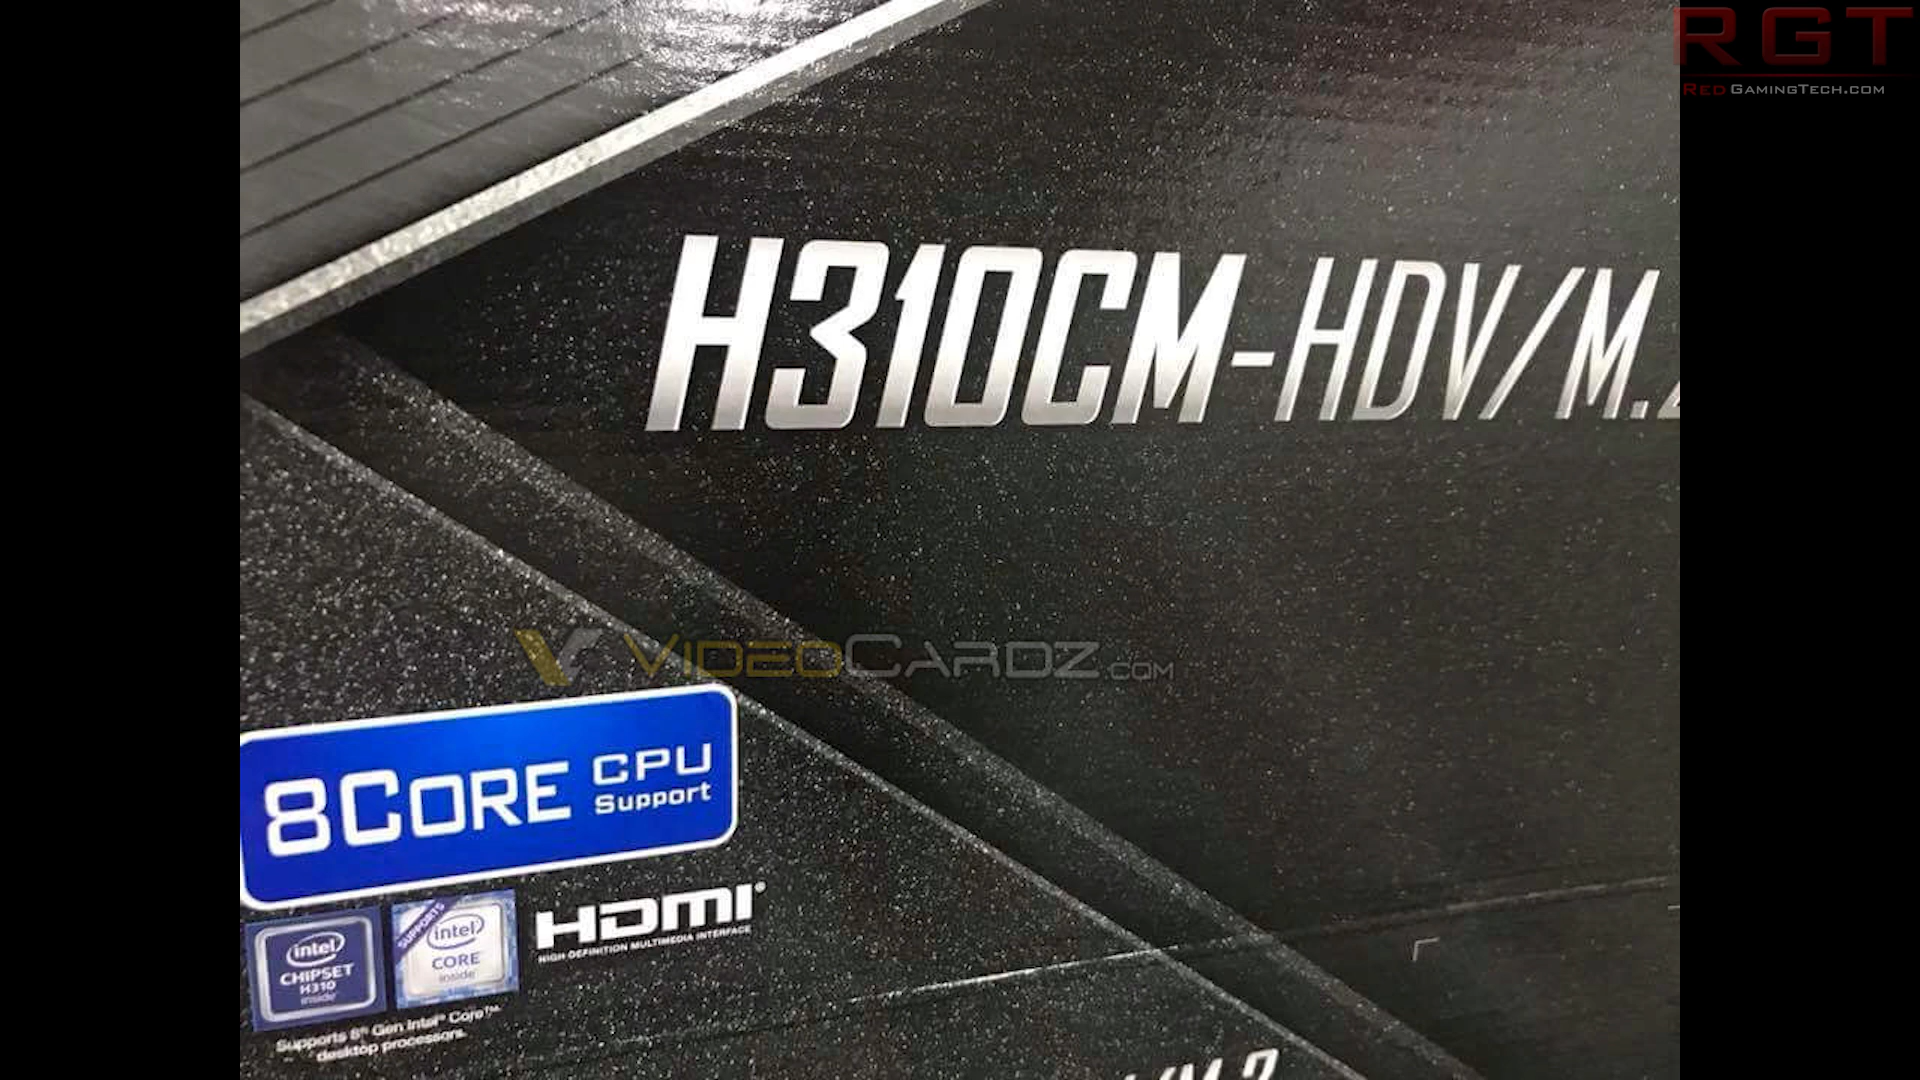 RGT
RedGamingTech.com
H310CM-HDV/M.
VideoCardz.com
8Core CPU
Support
intel
CHIPSET
H310
inside
SUPPORTS
intel
CORE
inside
HDMI®
HIGH-DEFINITION MULTIMEDIA INTERFACE
Supports 8th Gen Intel® Core™
desktop processors.
/M.2